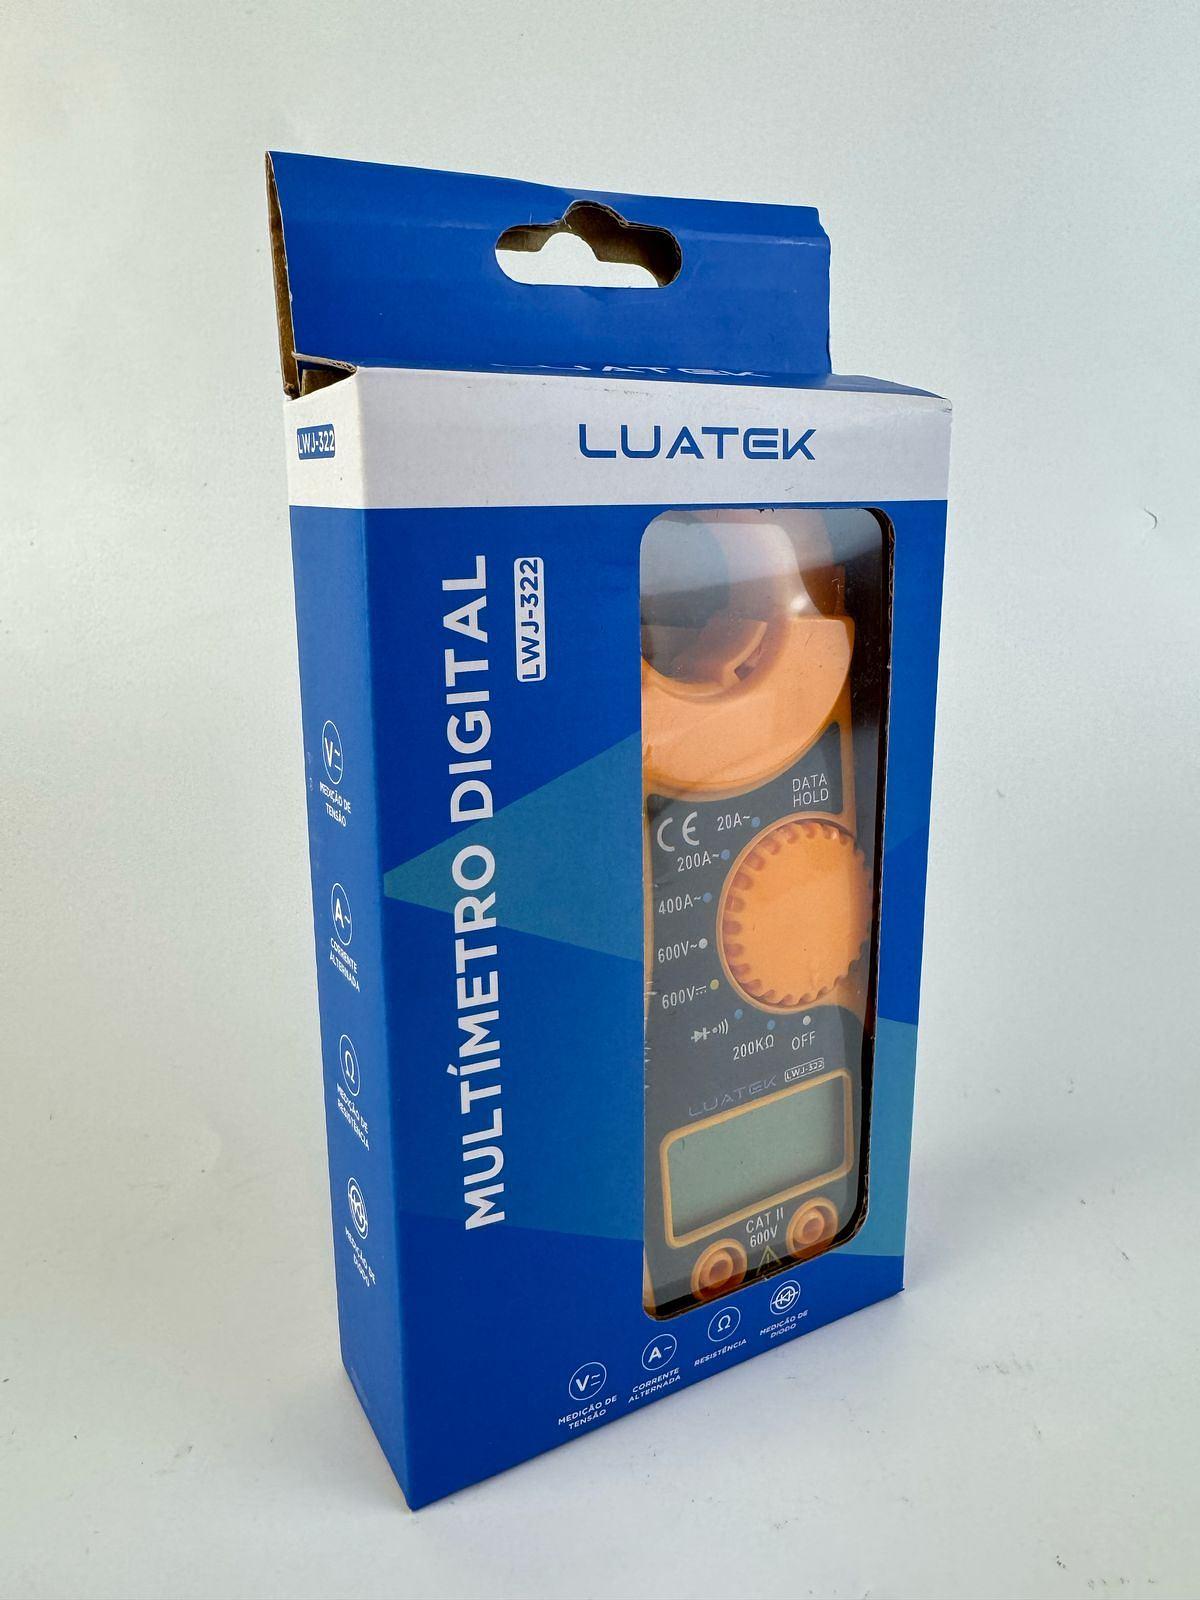 LUATEK
LWJ-322
LUATEK
MULTÍMETRO DIGITAL
LWJ-322
V
MEDIÇÃO DE
TENSÃO
A~
CORRENTE
ALTERNADA
Ω
MEDIÇÃO DE
RESISTÊNCIA
MEDIÇÃO DE
DIODO
DATA
HOLD
CE
20A~
200A~
400A~
600V~
600V⎓
200KΩ
OFF
LUATEK LWJ-322
CAT II
600V
V
MEDIÇÃO DE
TENSÃO
A~
CORRENTE
ALTERNADA
Ω
RESISTÊNCIA
MEDIÇÃO DE
DIODO